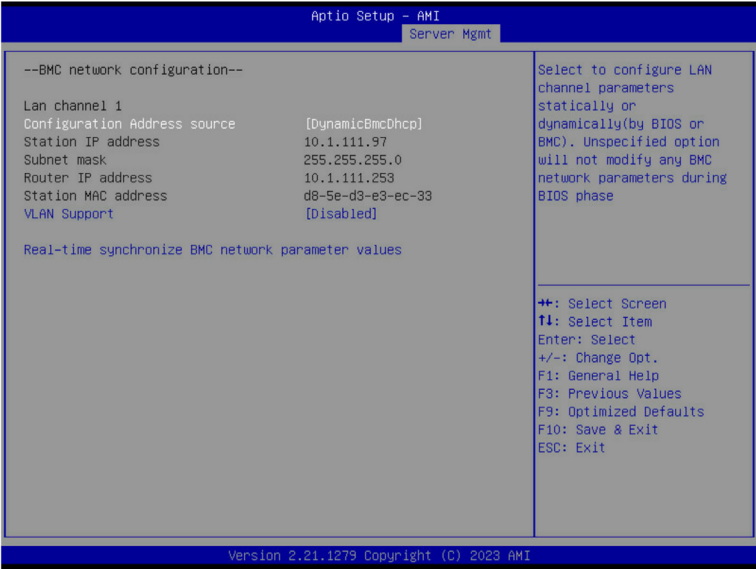 Aptio Setup – AMI
Server Mgmt
--BMC network configuration--
Lan channel 1
Configuration Address source [DynamicBmcDhcp]
Station IP address 10.1.111.97
Subnet mask 255.255.255.0
Router IP address 10.1.111.253
Station MAC address d8-5e-d3-e3-ec-33
VLAN Support [Disabled]
Real-time synchronize BMC network parameter values
Select to configure LAN
channel parameters
statically or
dynamically(by BIOS or
BMC). Unspecified option
will not modify any BMC
network parameters during
BIOS phase
→←: Select Screen
↑↓: Select Item
Enter: Select
+/-: Change Opt.
F1: General Help
F3: Previous Values
F9: Optimized Defaults
F10: Save & Exit
ESC: Exit
Version 2.21.1279 Copyright (C) 2023 AMI